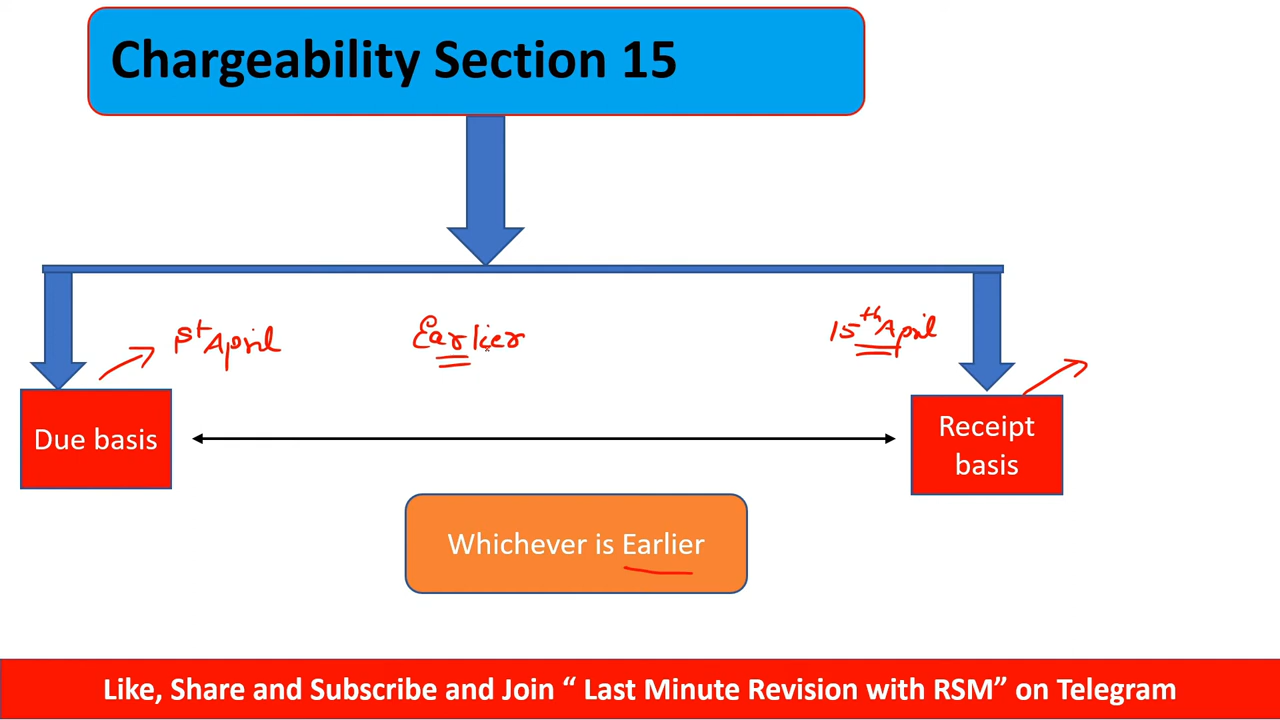 Chargeability Section 15
1st April
Earlier
15th April
Due basis
Receipt
basis
Whichever is Earlier
Like, Share and Subscribe and Join “ Last Minute Revision with RSM” on Telegram